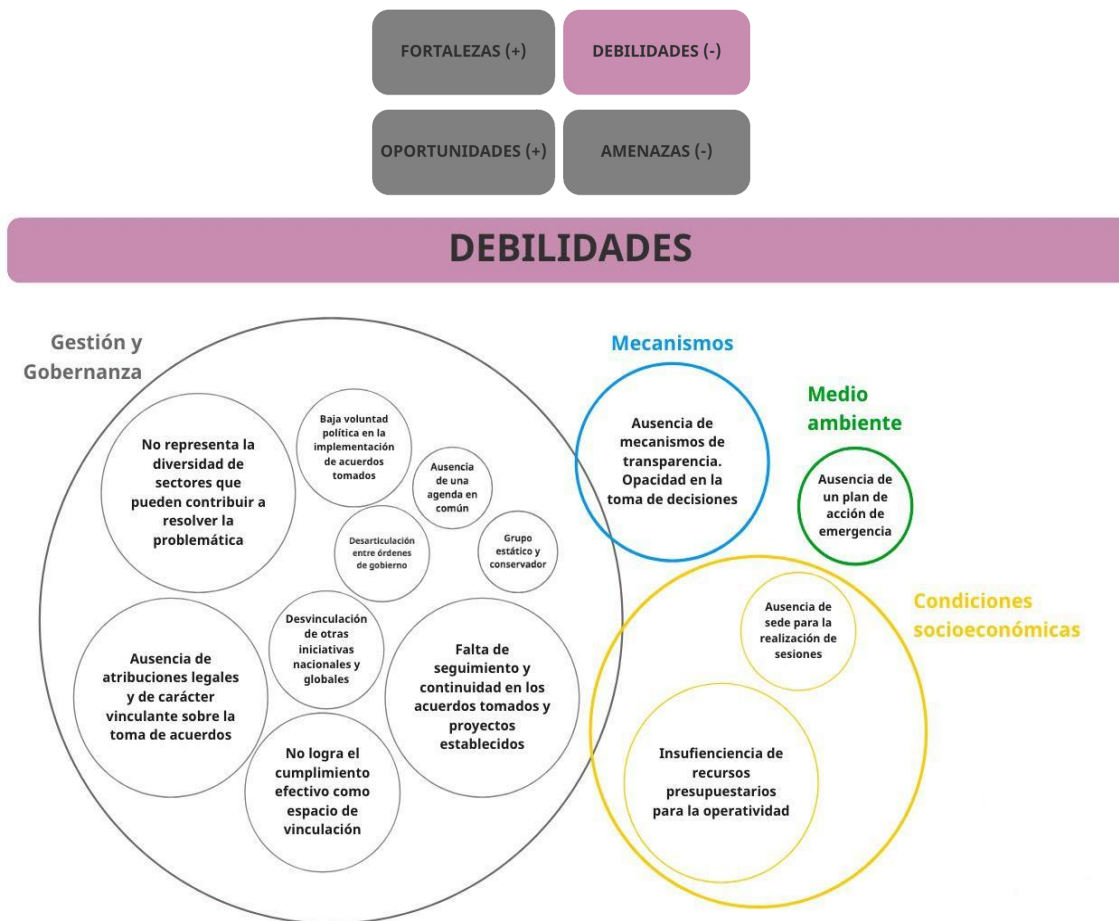 FORTALEZAS (+)
DEBILIDADES (-)
OPORTUNIDADES (+)
AMENAZAS (-)
DEBILIDADES
Gestión y
Gobernanza
No representa la
diversidad de
sectores que
pueden contribuir a
resolver la
problemática
Baja voluntad
política en la
implementación
de acuerdos
tomados
Ausencia
de una
agenda en
común
Desarticulación
entre órdenes
de gobierno
Grupo
estático y
conservador
Ausencia de
atribuciones legales
y de carácter
vinculante sobre la
toma de acuerdos
Desvinculación
de otras
iniciativas
nacionales y
globales
Falta de
seguimiento y
continuidad en los
acuerdos tomados y
proyectos
establecidos
No logra el
cumplimiento
efectivo como
espacio de
vinculación
Mecanismos
Ausencia de
mecanismos de
transparencia.
Opacidad en la
toma de decisiones
Medio
ambiente
Ausencia de
un plan de
acción de
emergencia
Condiciones
socioeconómicas
Ausencia de
sede para la
realización de
sesiones
Insufienciencia de
recursos
presupuestarios
para la operatividad